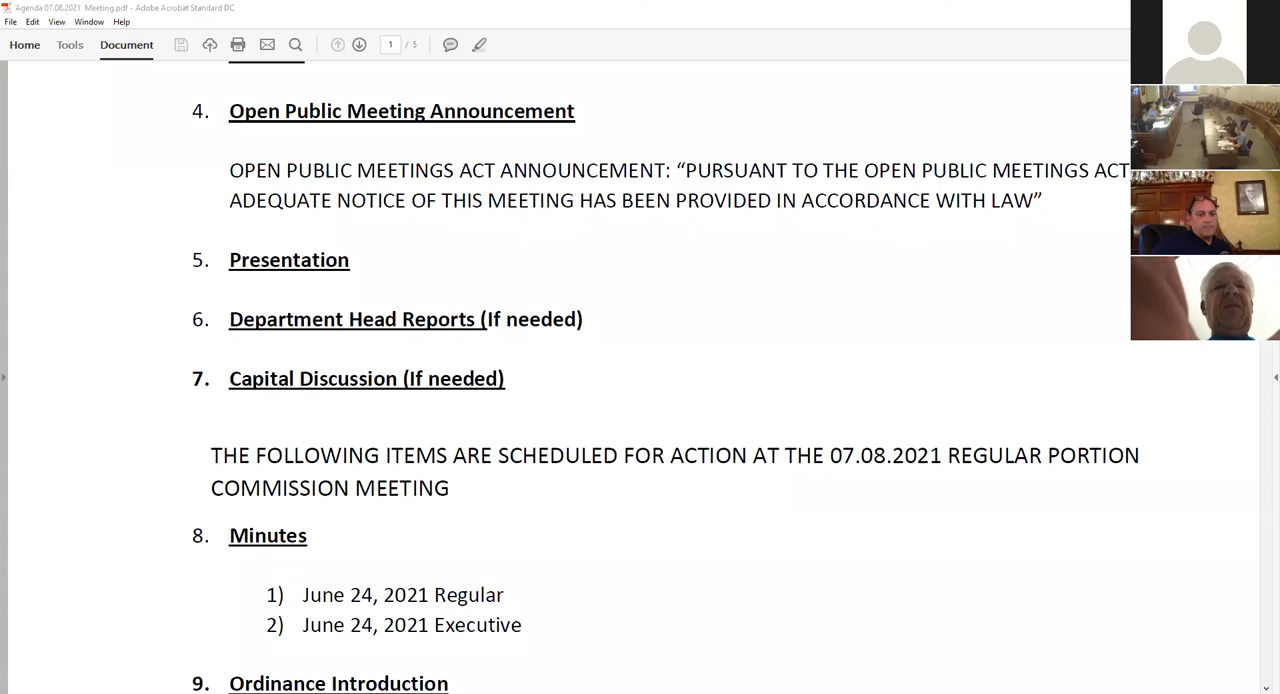 Agenda 07.08.2021 Meeting.pdf - Adobe Acrobat Standard DC
File Edit View Window Help
Home Tools Document 1 / 5
4. Open Public Meeting Announcement
OPEN PUBLIC MEETINGS ACT ANNOUNCEMENT: “PURSUANT TO THE OPEN PUBLIC MEETINGS ACT
ADEQUATE NOTICE OF THIS MEETING HAS BEEN PROVIDED IN ACCORDANCE WITH LAW”
5. Presentation
6. Department Head Reports (If needed)
7. Capital Discussion (If needed)
THE FOLLOWING ITEMS ARE SCHEDULED FOR ACTION AT THE 07.08.2021 REGULAR PORTION
COMMISSION MEETING
8. Minutes
1) June 24, 2021 Regular
2) June 24, 2021 Executive
9. Ordinance Introduction